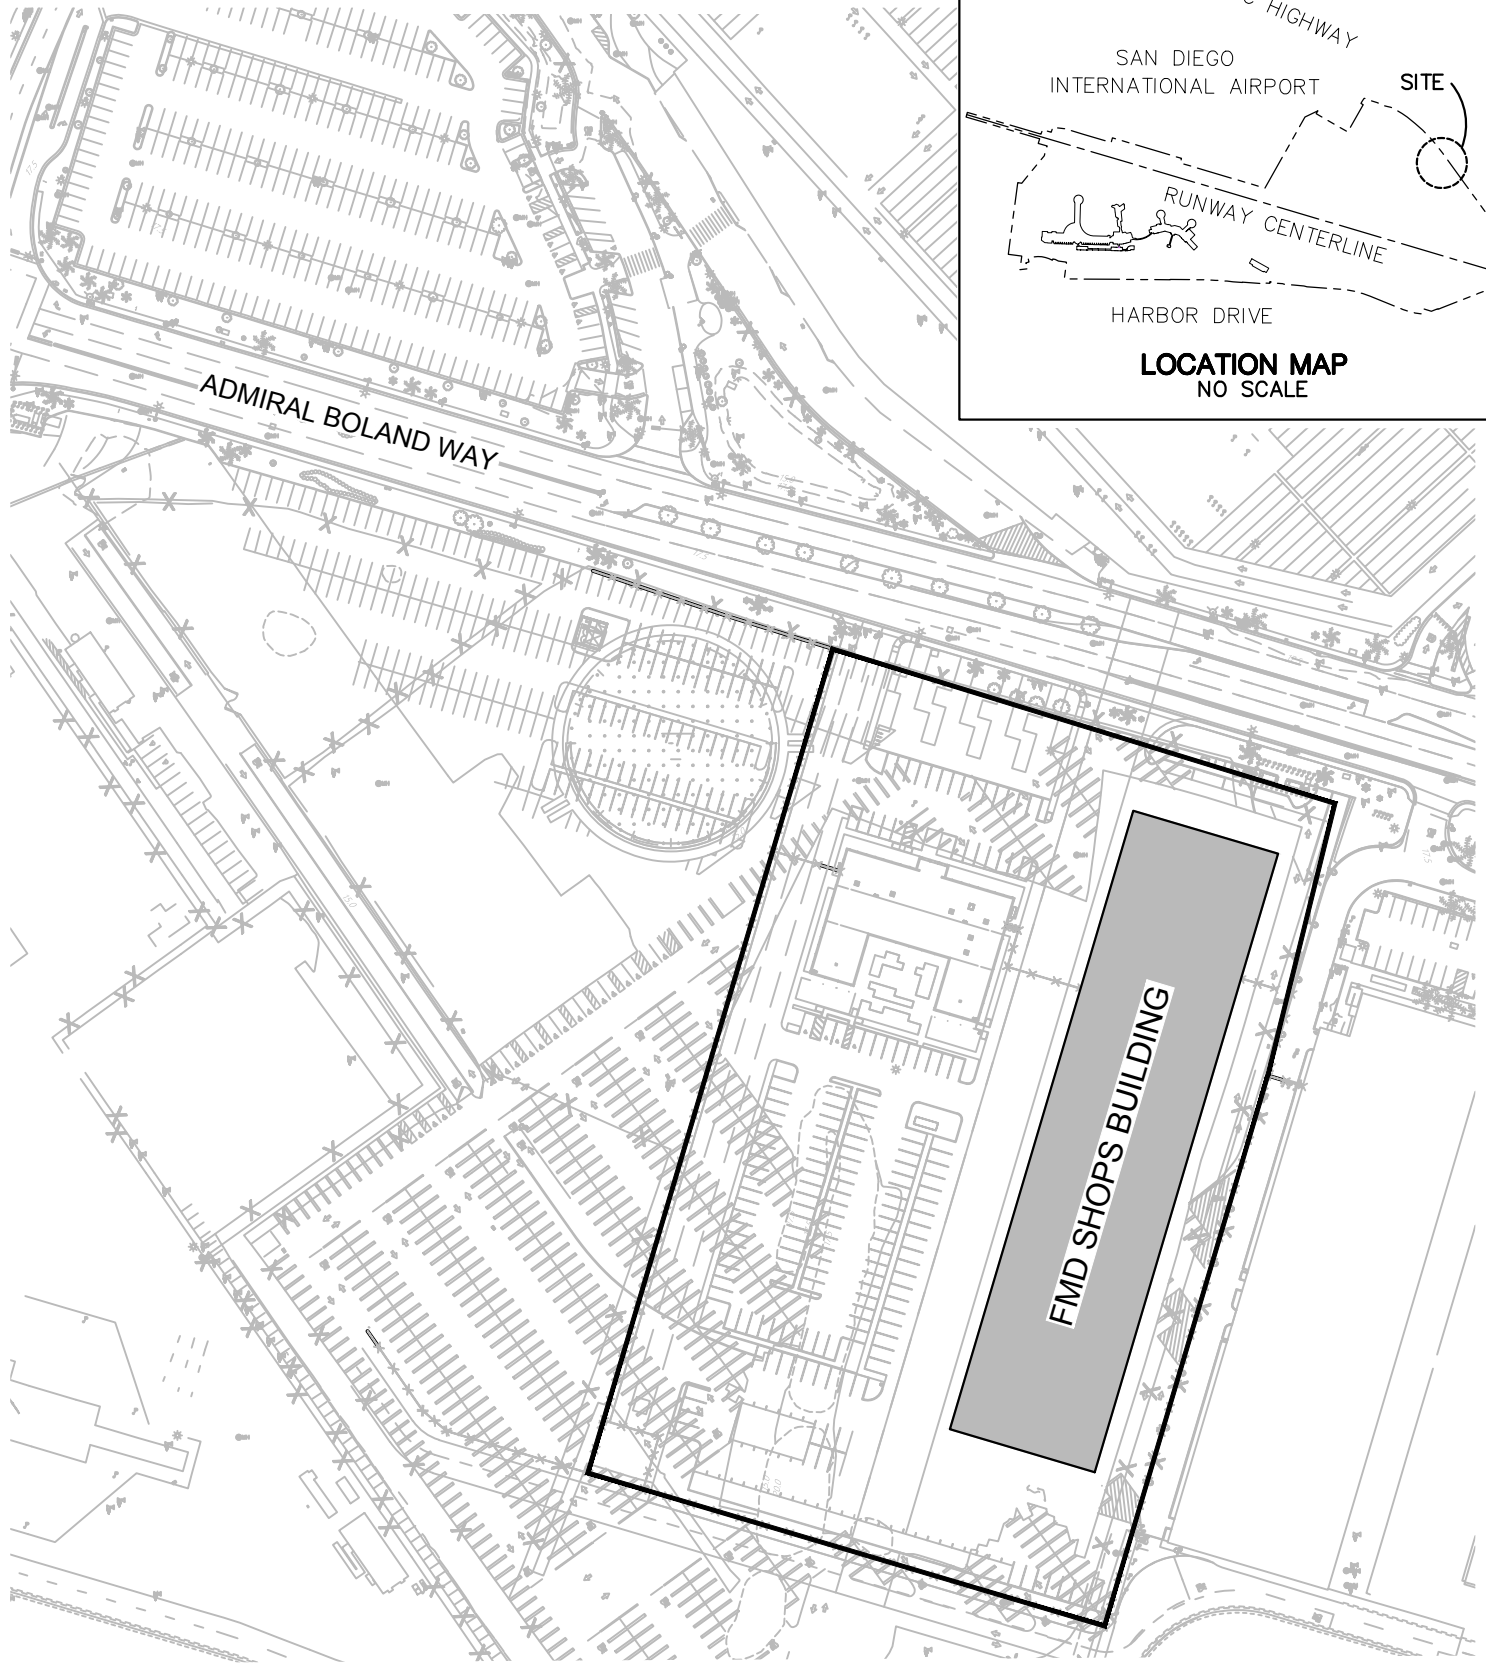 HIGHWAY
SAN DIEGO
INTERNATIONAL AIRPORT
SITE
RUNWAY CENTERLINE
HARBOR DRIVE
LOCATION MAP
NO SCALE
ADMIRAL BOLAND WAY
FMD SHOPS BUILDING